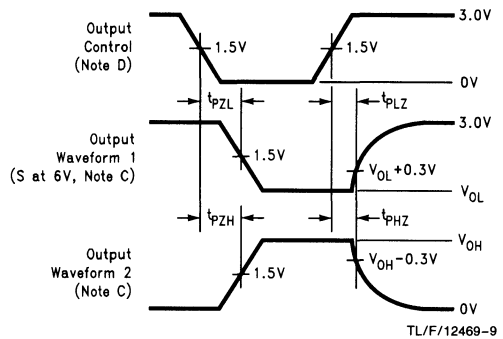 Output
Control
(Note D)
1.5V
1.5V
3.0V
0V
tPZL
tPLZ
Output
Waveform 1
(S at 6V, Note C)
1.5V
3.0V
VOL+0.3V
VOL
tPZH
tPHZ
Output
Waveform 2
(Note C)
1.5V
VOH
VOH−0.3V
0V
TL/F/12469-9